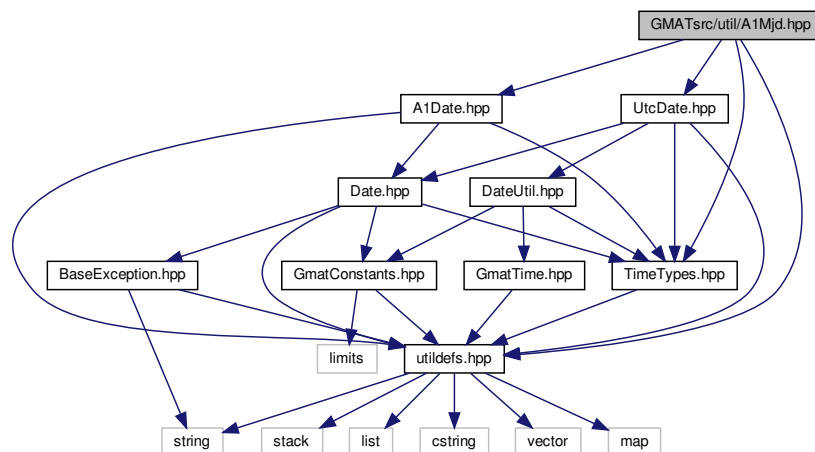 GMATsrc/util/A1Mjd.hpp
A1Date.hpp
UtcDate.hpp
Date.hpp
DateUtil.hpp
BaseException.hpp
GmatConstants.hpp
GmatTime.hpp
TimeTypes.hpp
limits
utildefs.hpp
string
stack
list
cstring
vector
map